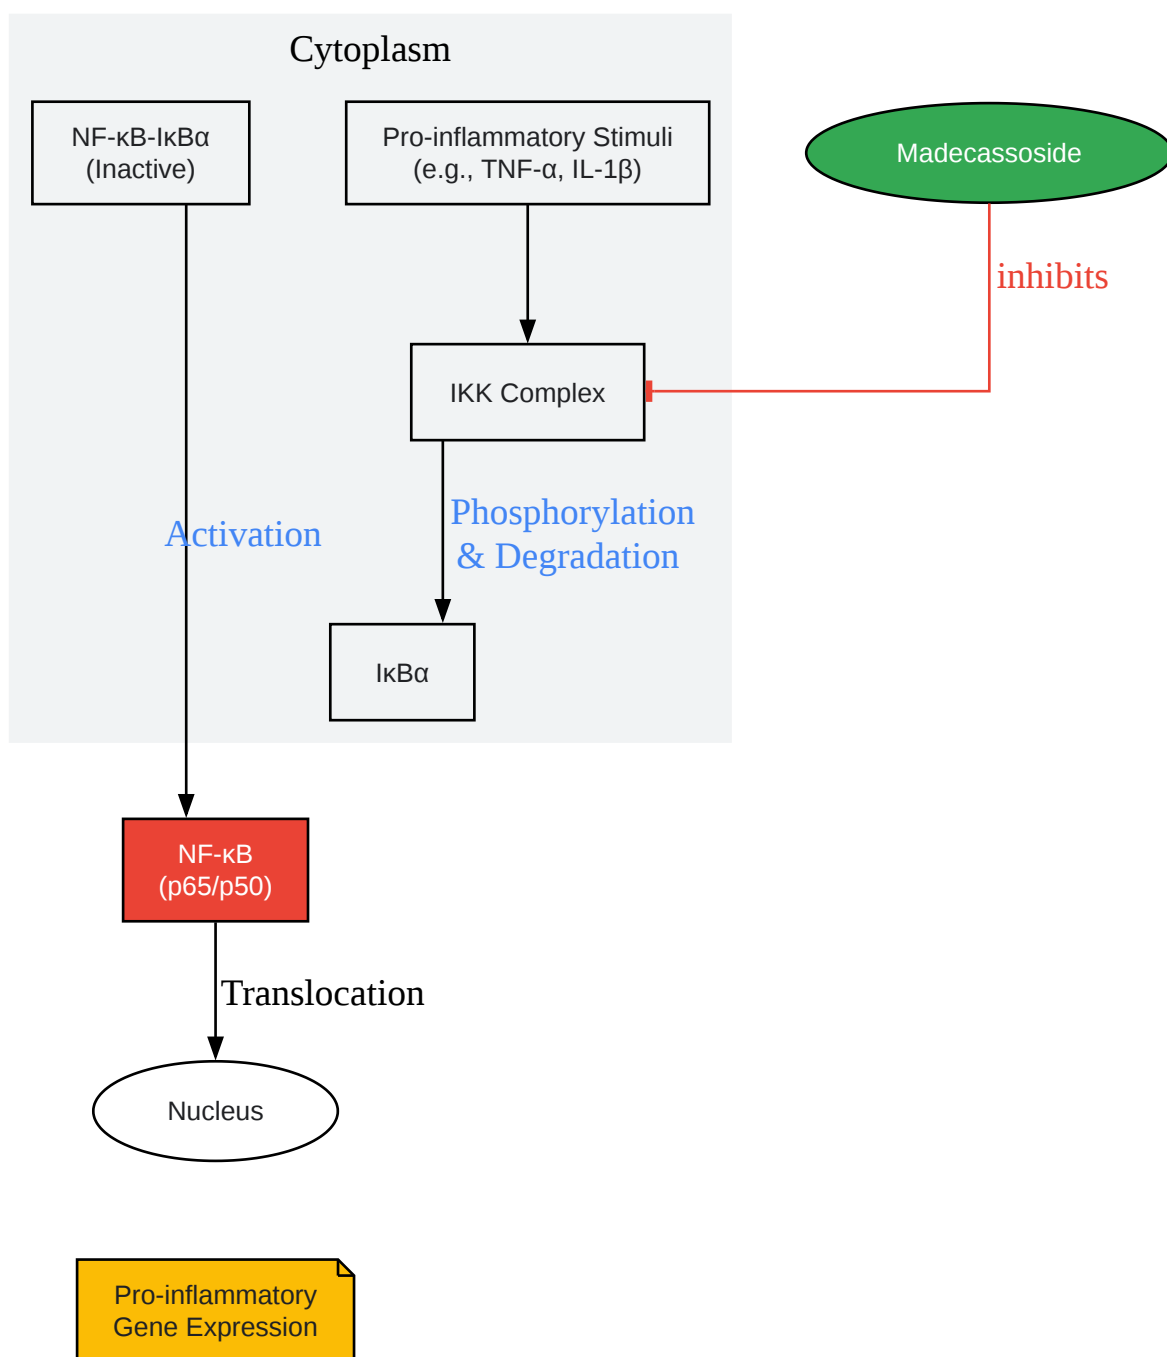 Cytoplasm
NF-κB-IκBα
(Inactive)
Pro-inflammatory Stimuli
(e.g., TNF-α, IL-1β)
Madecassoside
inhibits
IKK Complex
Phosphorylation
& Degradation
Activation
IκBα
NF-κB
(p65/p50)
Translocation
Nucleus
Pro-inflammatory
Gene Expression